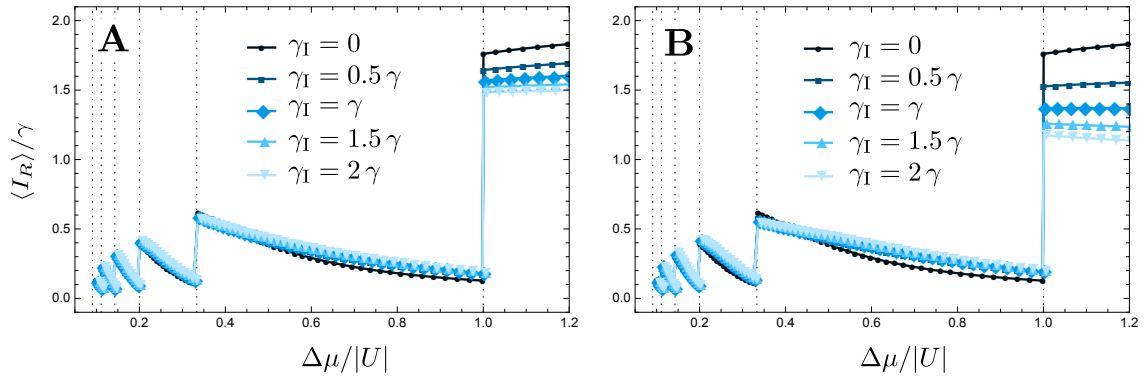 A
γ_I = 0
γ_I = 0.5 γ
γ_I = γ
γ_I = 1.5 γ
γ_I = 2 γ
2.0
1.5
1.0
0.5
0.0
⟨I_R⟩/γ
0.2 0.4 0.6 0.8 1.0 1.2
Δμ/|U|
B
γ_I = 0
γ_I = 0.5 γ
γ_I = γ
γ_I = 1.5 γ
γ_I = 2 γ
2.0
1.5
1.0
0.5
0.0
0.2 0.4 0.6 0.8 1.0 1.2
Δμ/|U|